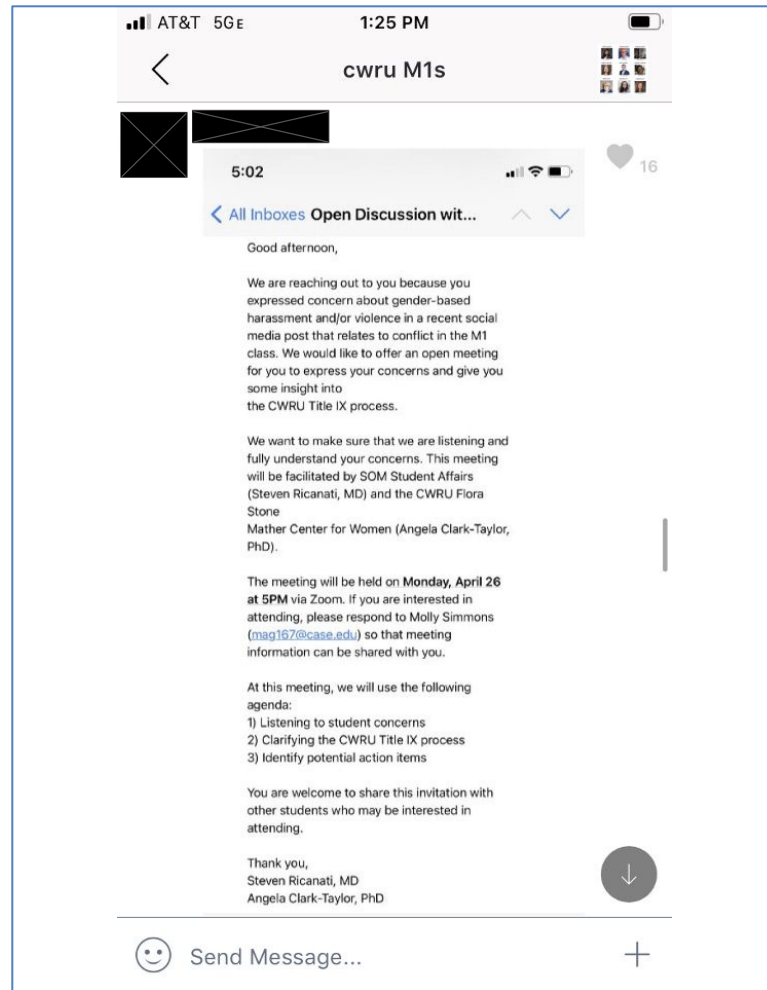 AT&T 5GE 1:25 PM
cwru M1s
16
5:02
All Inboxes Open Discussion wit...
Good afternoon,
We are reaching out to you because you
expressed concern about gender-based
harassment and/or violence in a recent social
media post that relates to conflict in the M1
class. We would like to offer an open meeting
for you to express your concerns and give you
some insight into
the CWRU Title IX process.
We want to make sure that we are listening and
fully understand your concerns. This meeting
will be facilitated by SOM Student Affairs
(Steven Ricanati, MD) and the CWRU Flora
Stone
Mather Center for Women (Angela Clark-Taylor,
PhD).
The meeting will be held on Monday, April 26
at 5PM via Zoom. If you are interested in
attending, please respond to Molly Simmons
(mag167@case.edu) so that meeting
information can be shared with you.
At this meeting, we will use the following
agenda:
1) Listening to student concerns
2) Clarifying the CWRU Title IX process
3) Identify potential action items
You are welcome to share this invitation with
other students who may be interested in
attending.
Thank you,
Steven Ricanati, MD
Angela Clark-Taylor, PhD
Send Message...